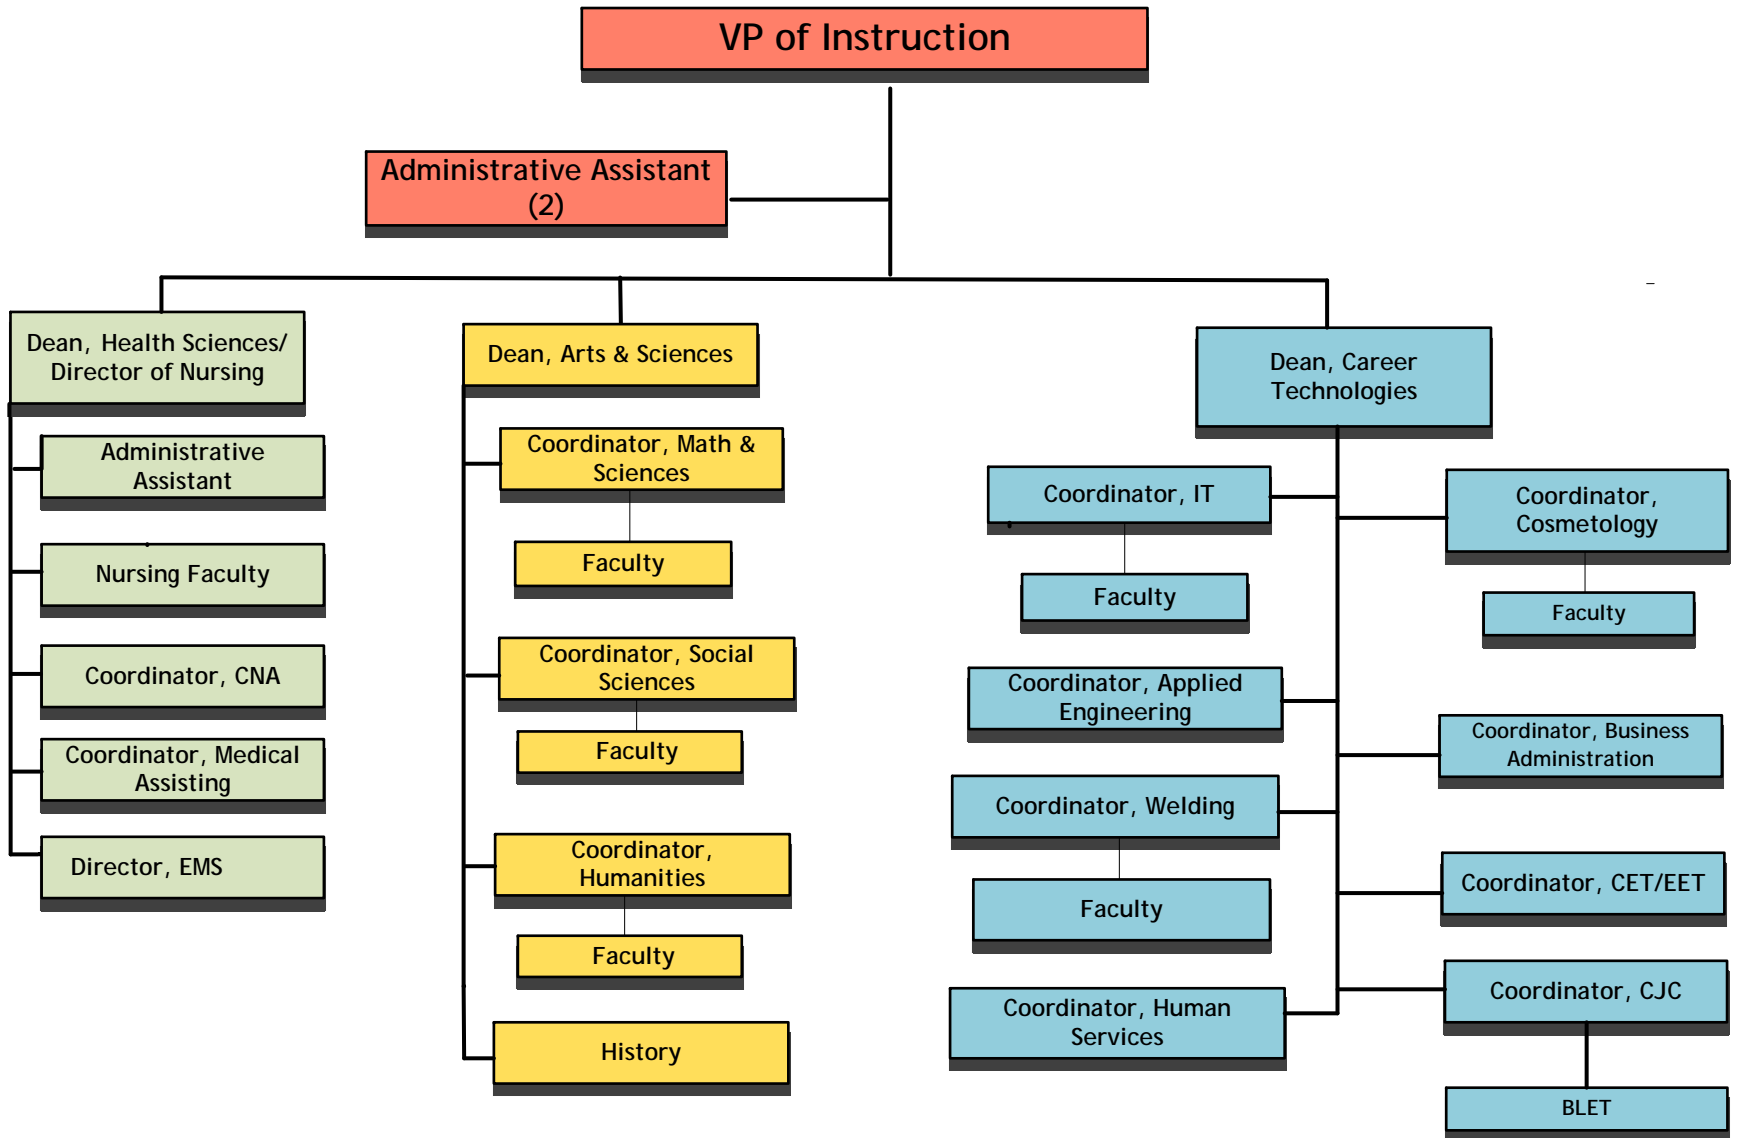 VP of Instruction
Administrative Assistant
(2)
Dean, Health Sciences/
Director of Nursing
Administrative
Assistant
Nursing Faculty
Coordinator, CNA
Coordinator, Medical
Assisting
Director, EMS
Dean, Arts & Sciences
Coordinator, Math &
Sciences
Faculty
Coordinator, Social
Sciences
Faculty
Coordinator,
Humanities
Faculty
History
Dean, Career
Technologies
Coordinator, IT
Faculty
Coordinator, Applied
Engineering
Coordinator, Welding
Faculty
Coordinator, Human
Services
Coordinator,
Cosmetology
Faculty
Coordinator, Business
Administration
Coordinator, CET/EET
Coordinator, CJC
BLET